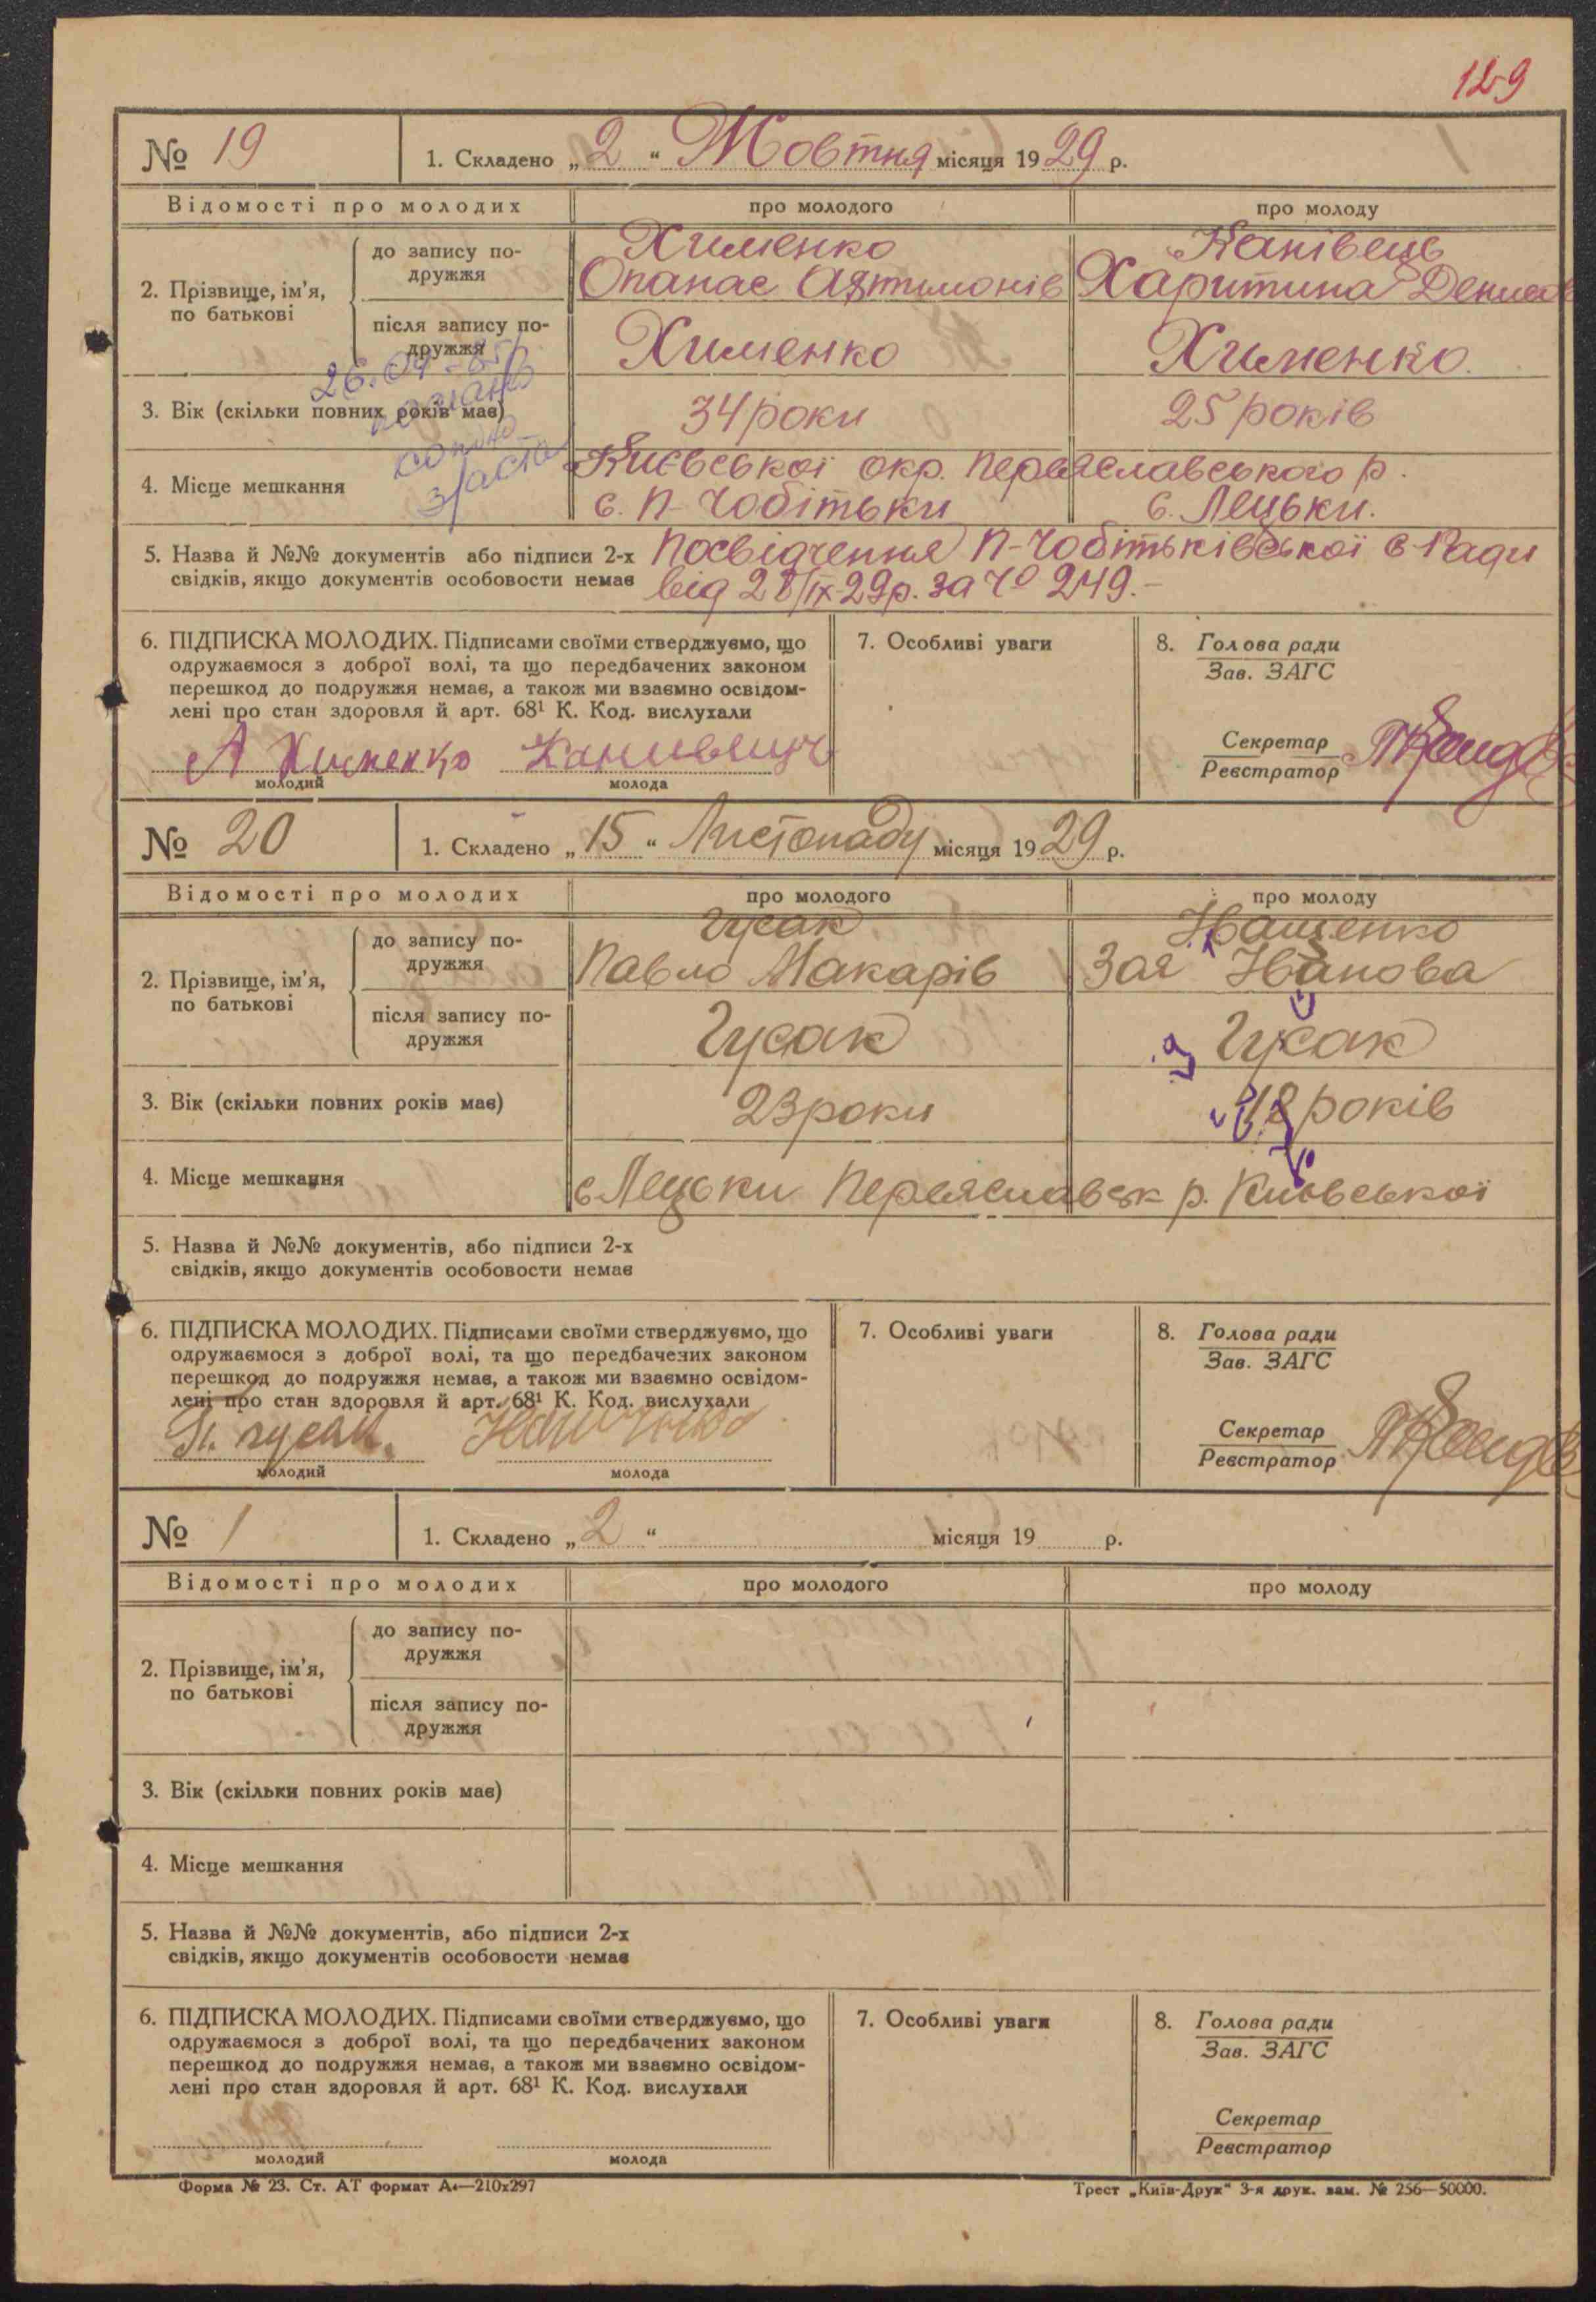 129
№ 19 1. Складено „2“ Жовтня місяця 1929 р.
Відомості про молодих про молодого про молоду
2. Прізвище, ім'я, по батькові
до запису подружжя
Хименко Канівець
Опанас Харитина
після запису подружжя
Хименко Хименко
26.04
3. Вік (скільки повних років має) 34 роки 25 років
Києвської окр. Переяславського р.
4. Місце мешкання с. П-Чобітьки с. Лецьки.
5. Назва й №№ документів або підписи 2-х Посвідчення П-Чобітьківської с-Ради
свідків, якщо документів особовости немає від 28/ІХ-29р. за Чо 249.-
6. ПІДПИСКА МОЛОДИХ. Підписами своїми стверджуємо, що 7. Особливі уваги 8. Голова ради
одружаємося з доброї волі, та що передбачених законом Зав. ЗАГС
перешкод до подружжя немає, а також ми взаємно освідом-
лені про стан здоровля й арт. 68¹ К. Код. вислухали
Секретар
А Хименко
Реєстратор
молодий молода
№ 20 1. Складено „15“ Листопаду місяця 1929 р.
Відомості про молодих про молодого про молоду
2. Прізвище, ім'я, по батькові
до запису подружжя
Гусак Іващенко
Павло Макарів Зоя Іванова
після запису подружжя
Гусак Гусак
3. Вік (скільки повних років має) 23 роки 18 років
4. Місце мешкання с Лецьки Переяславськ р. Київської
5. Назва й №№ документів, або підписи 2-х
свідків, якщо документів особовости немає
6. ПІДПИСКА МОЛОДИХ. Підписами своїми стверджуємо, що 7. Особливі уваги 8. Голова ради
одружаємося з доброї волі, та що передбачених законом Зав. ЗАГС
перешкод до подружжя немає, а також ми взаємно освідом-
лені про стан здоровля й арт. 68¹ К. Код. вислухали
Секретар
П. гусак.
Реєстратор
молодий молода
№ 1 1. Складено „2“ місяця 19 р.
Відомості про молодих про молодого про молоду
2. Прізвище, ім'я, по батькові
до запису подружжя
після запису подружжя
3. Вік (скільки повних років має)
4. Місце мешкання
5. Назва й №№ документів, або підписи 2-х
свідків, якщо документів особовости немає
6. ПІДПИСКА МОЛОДИХ. Підписами своїми стверджуємо, що 7. Особливі уваги 8. Голова ради
одружаємося з доброї волі, та що передбачених законом Зав. ЗАГС
перешкод до подружжя немає, а також ми взаємно освідом-
лені про стан здоровля й арт. 68¹ К. Код. вислухали
Секретар
Реєстратор
молодий молода
Форма № 23. Ст. АТ формат А₄—210х297 Трест „Київ-Друк“ 3-я друк. зам. № 256—50000.